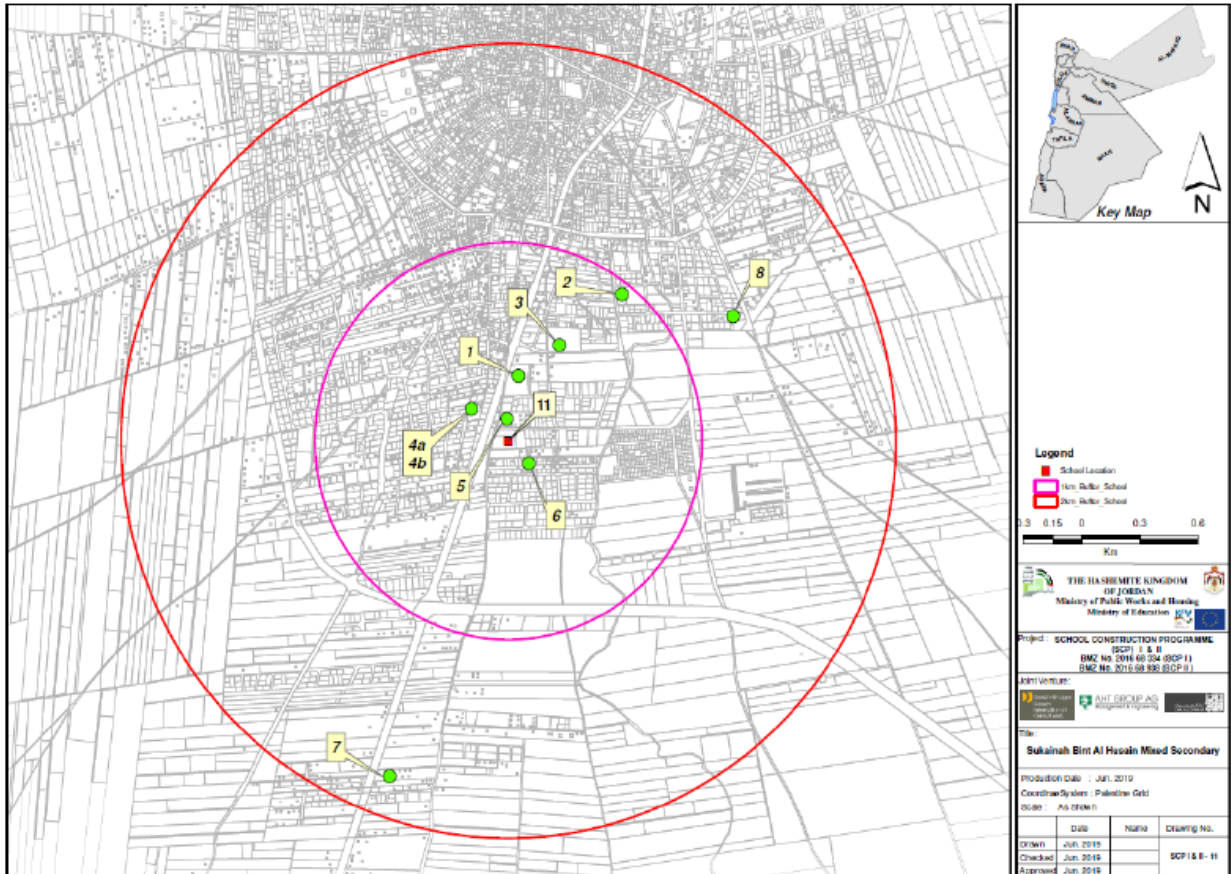 2
8
3
1
11
4a
4b
5
6
7
MAAN
Key Map
N
Legend
School Location
1km_Buffer_School
2km_Buffer_School
0.3 0.15 0 0.3 0.6
Km
THE HASHEMITE KINGDOM
OF JORDAN
Ministry of Public Works and Housing
Ministry of Education
Project : SCHOOL CONSTRUCTION PROGRAMME
(SCP) I & II
BMZ No. 2016 68 334 (SCP I)
BMZ No. 2016 68 938 (SCP II)
Joint Venture:
AHT GROUP AG
Management Engineering
Title :
Sukainah Bint Al Husain Mixed Secondary
Production Date : Jun. 2019
CoordinaeSystem : Palestine Grid
Scale : As Shown
Date Name Drawing No.
Drawn Jun. 2019
Checked Jun. 2019 SCP I & II - 11
Approved Jun. 2019